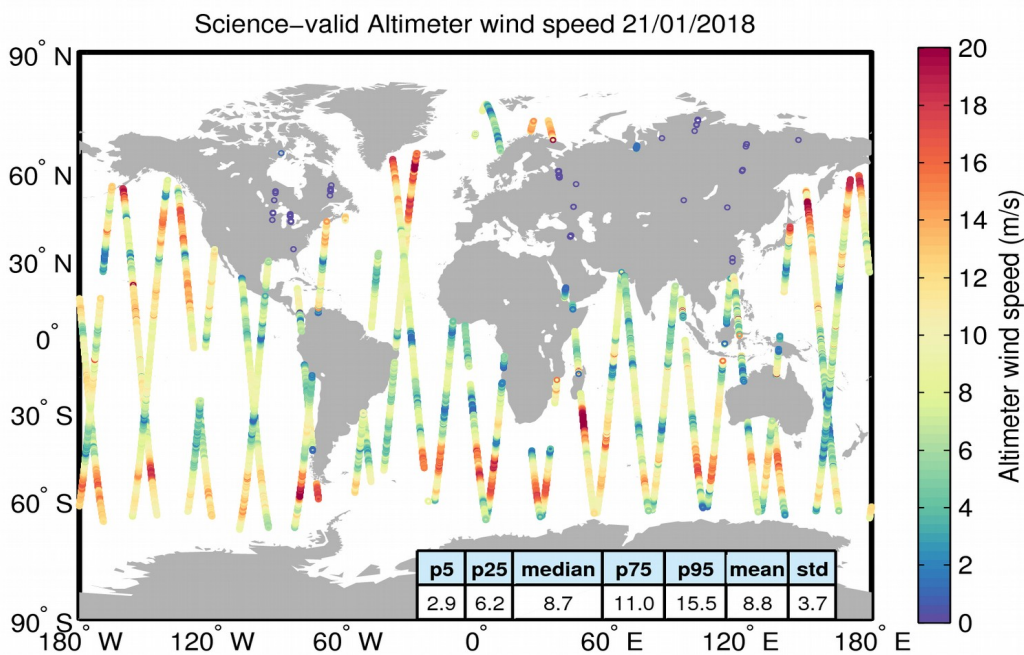 Science−valid Altimeter wind speed 21/01/2018
90° N
60° N
30° N
0°
30° S
60° S
90° S
180° W
120° W
60° W
0°
60° E
120° E
180° E
p5 p25 median p75 p95 mean std
2.9 6.2 8.7 11.0 15.5 8.8 3.7
20
18
16
14
12
10
8
6
4
2
0
Altimeter wind speed (m/s)